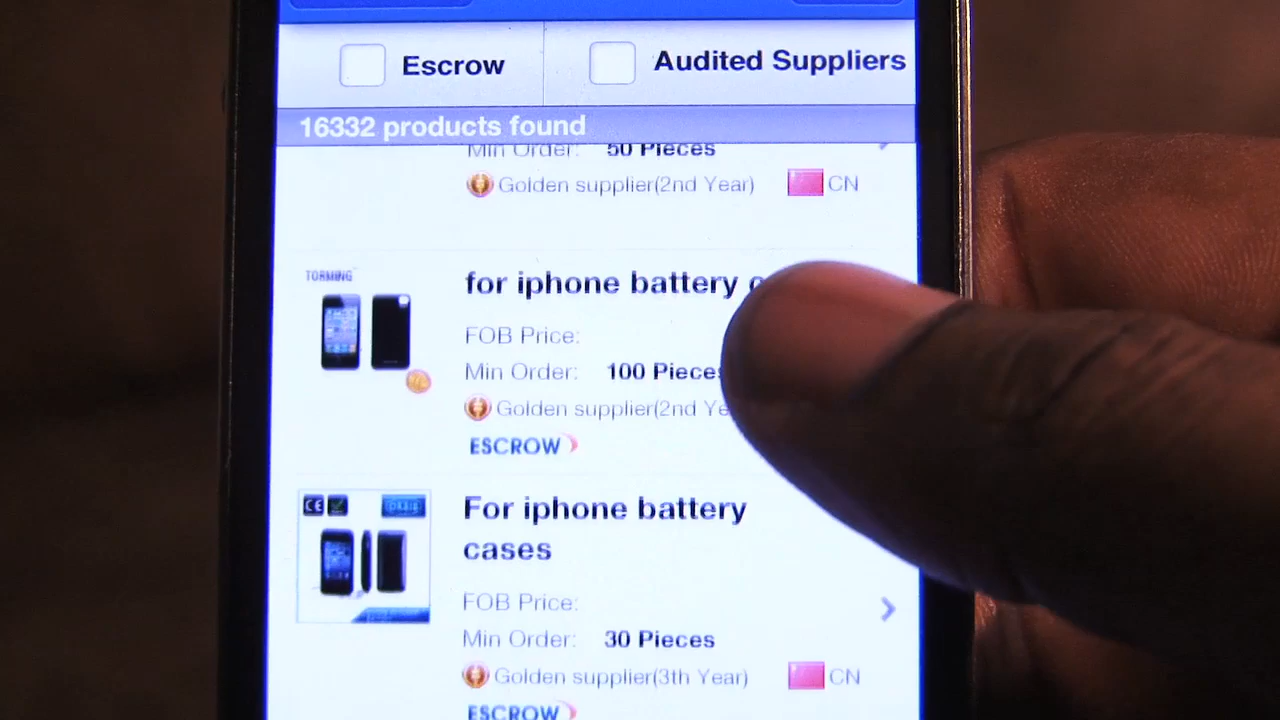 Escrow
Audited Suppliers
16332 products found
Min Order: 50 Pieces
Golden supplier(2nd Year)
CN
TORMING
for iphone battery
FOB Price:
Min Order: 100 Pieces
Golden supplier(2nd Ye
ESCROW
CE
For iphone battery
cases
FOB Price:
Min Order: 30 Pieces
Golden supplier(3th Year)
CN
ESCROW